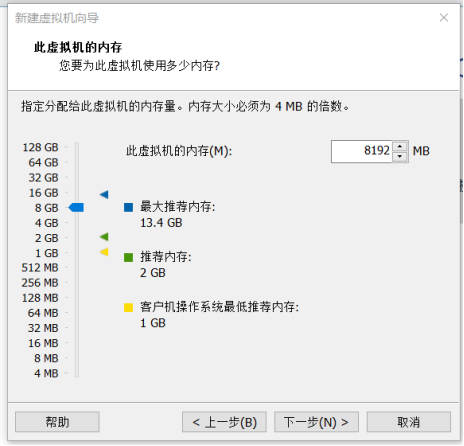 新建虚拟机向导
此虚拟机的内存
您要为此虚拟机使用多少内存?
指定分配给此虚拟机的内存量。内存大小必须为 4 MB 的倍数。
128 GB
64 GB
32 GB
16 GB
8 GB
4 GB
2 GB
1 GB
512 MB
256 MB
128 MB
64 MB
32 MB
16 MB
8 MB
4 MB
此虚拟机的内存(M):
8192 MB
最大推荐内存:
13.4 GB
推荐内存:
2 GB
客户机操作系统最低推荐内存:
1 GB
帮助
< 上一步(B)
下一步(N) >
取消